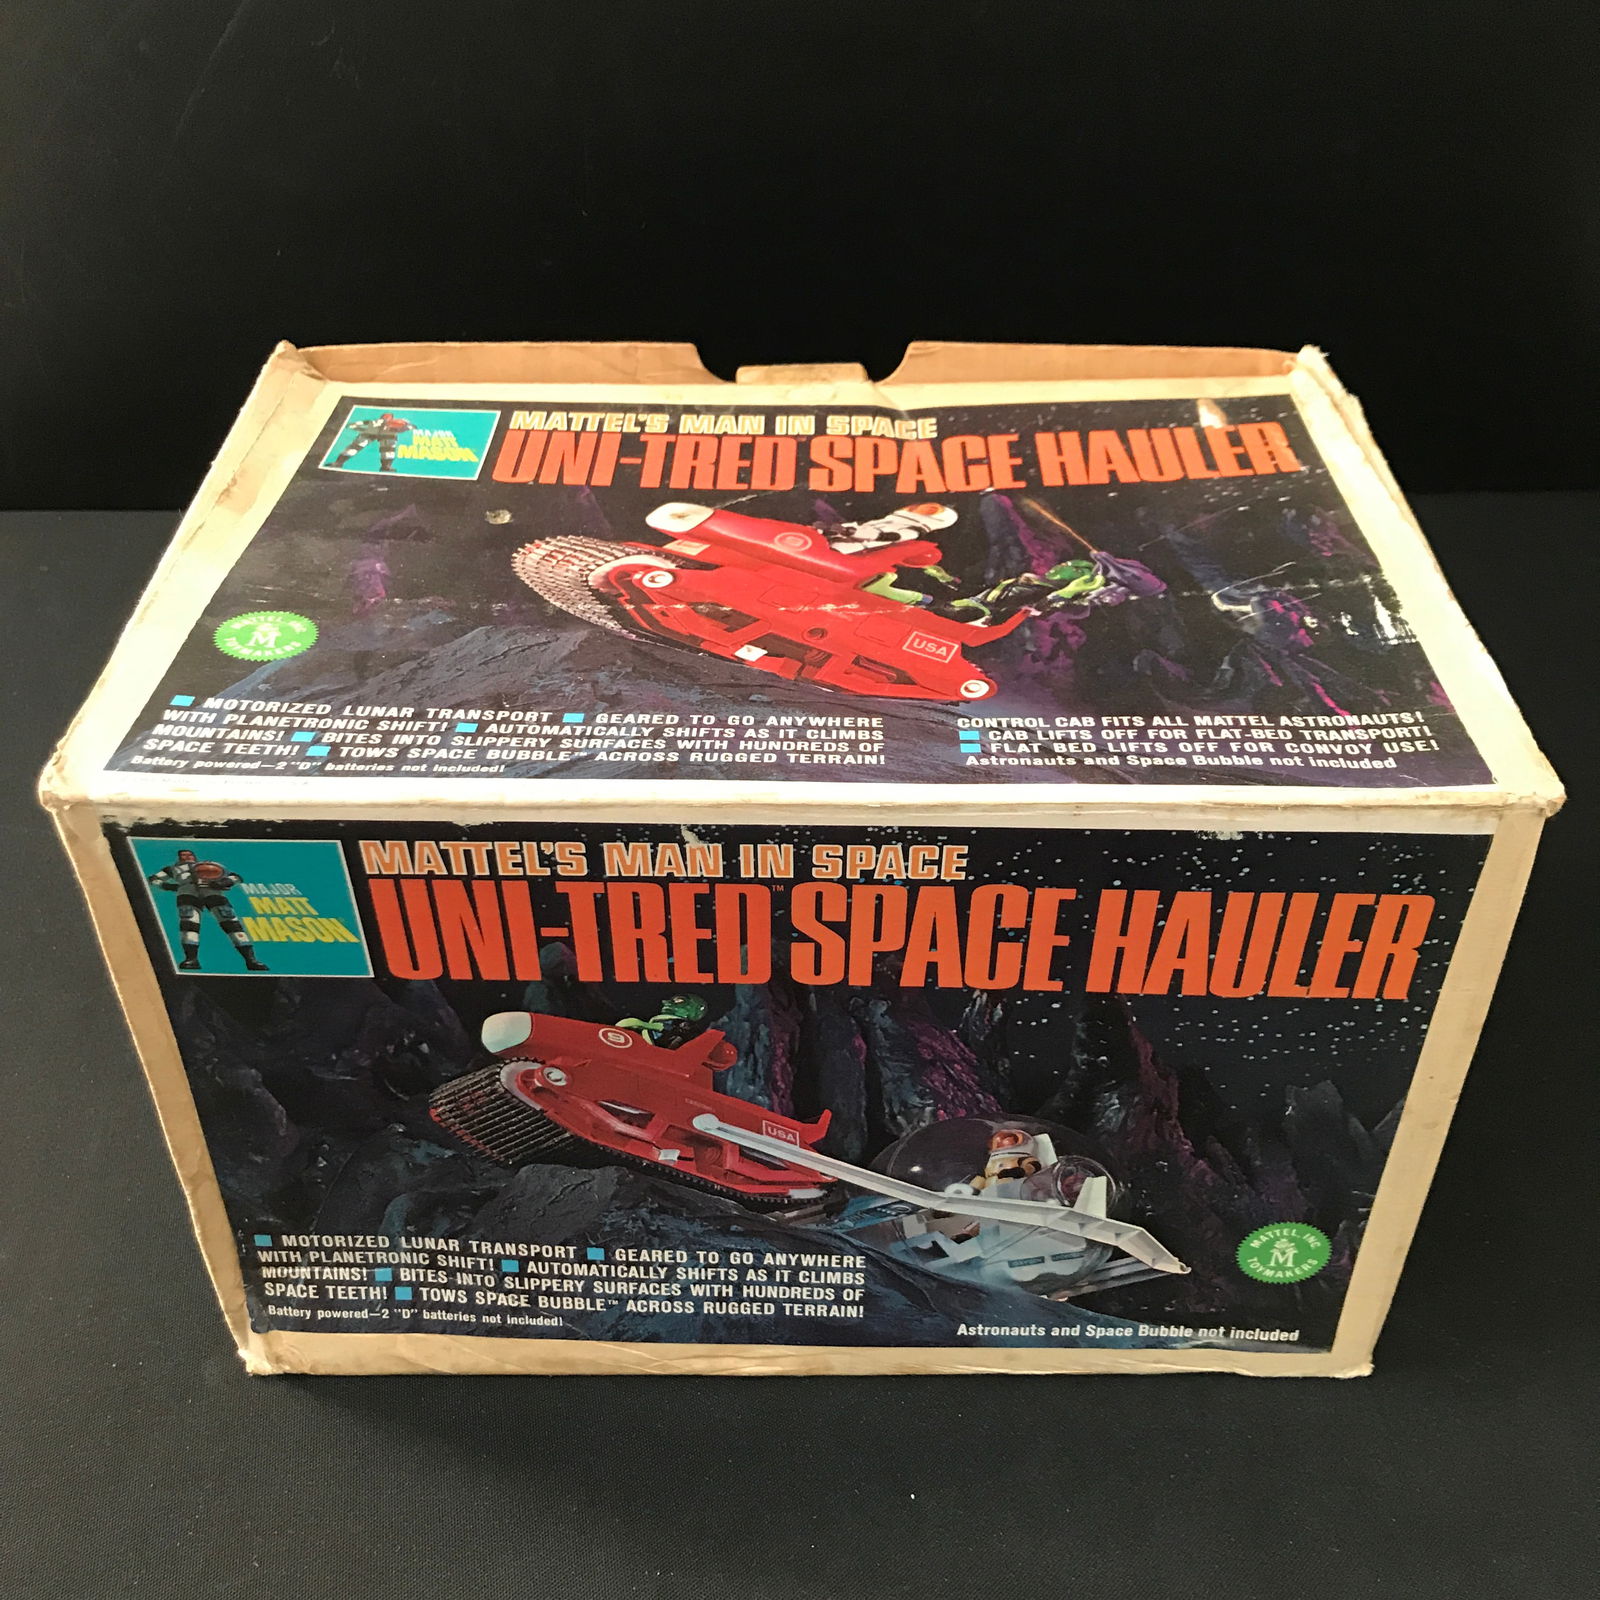 MAJOR
MATT
MASON
MATTEL'S MAN IN SPACE
UNI-TRED SPACE HAULER
9
USA
MATTEL, INC.
M
TOYMAKERS
■ MOTORIZED LUNAR TRANSPORT ■ GEARED TO GO ANYWHERE
WITH PLANETRONIC SHIFT! ■ AUTOMATICALLY SHIFTS AS IT CLIMBS
MOUNTAINS! ■ BITES INTO SLIPPERY SURFACES WITH HUNDREDS OF
SPACE TEETH! ■ TOWS SPACE BUBBLE™ ACROSS RUGGED TERRAIN!
Battery powered—2 "D" batteries not included!
CONTROL CAB FITS ALL MATTEL ASTRONAUTS!
■ CAB LIFTS OFF FOR FLAT-BED TRANSPORT!
■ FLAT BED LIFTS OFF FOR CONVOY USE!
Astronauts and Space Bubble not included
MAJOR
MATT
MASON
MATTEL'S MAN IN SPACE
UNI-TRED™ SPACE HAULER
9
USA
■ MOTORIZED LUNAR TRANSPORT ■ GEARED TO GO ANYWHERE
WITH PLANETRONIC SHIFT! ■ AUTOMATICALLY SHIFTS AS IT CLIMBS
MOUNTAINS! ■ BITES INTO SLIPPERY SURFACES WITH HUNDREDS OF
SPACE TEETH! ■ TOWS SPACE BUBBLE™ ACROSS RUGGED TERRAIN!
Battery powered—2 "D" batteries not included!
MATTEL, INC.
M
TOYMAKERS
Astronauts and Space Bubble not included